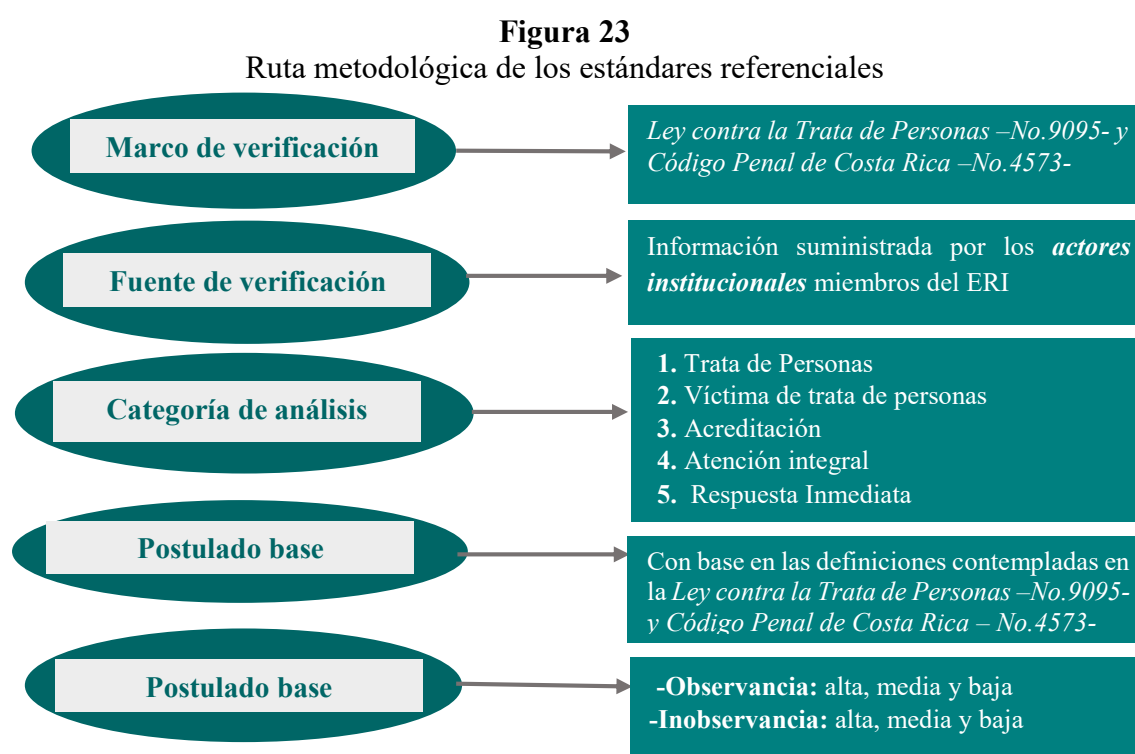 Figura 23
Ruta metodológica de los estándares referenciales
Marco de verificación
Ley contra la Trata de Personas –No.9095- y
Código Penal de Costa Rica –No.4573-
Fuente de verificación
Información suministrada por los actores
institucionales miembros del ERI
Categoría de análisis
1. Trata de Personas
2. Víctima de trata de personas
3. Acreditación
4. Atención integral
5. Respuesta Inmediata
Postulado base
Con base en las definiciones contempladas en
la Ley contra la Trata de Personas –No.9095-
y Código Penal de Costa Rica – No.4573-
Postulado base
-Observancia: alta, media y baja
-Inobservancia: alta, media y baja